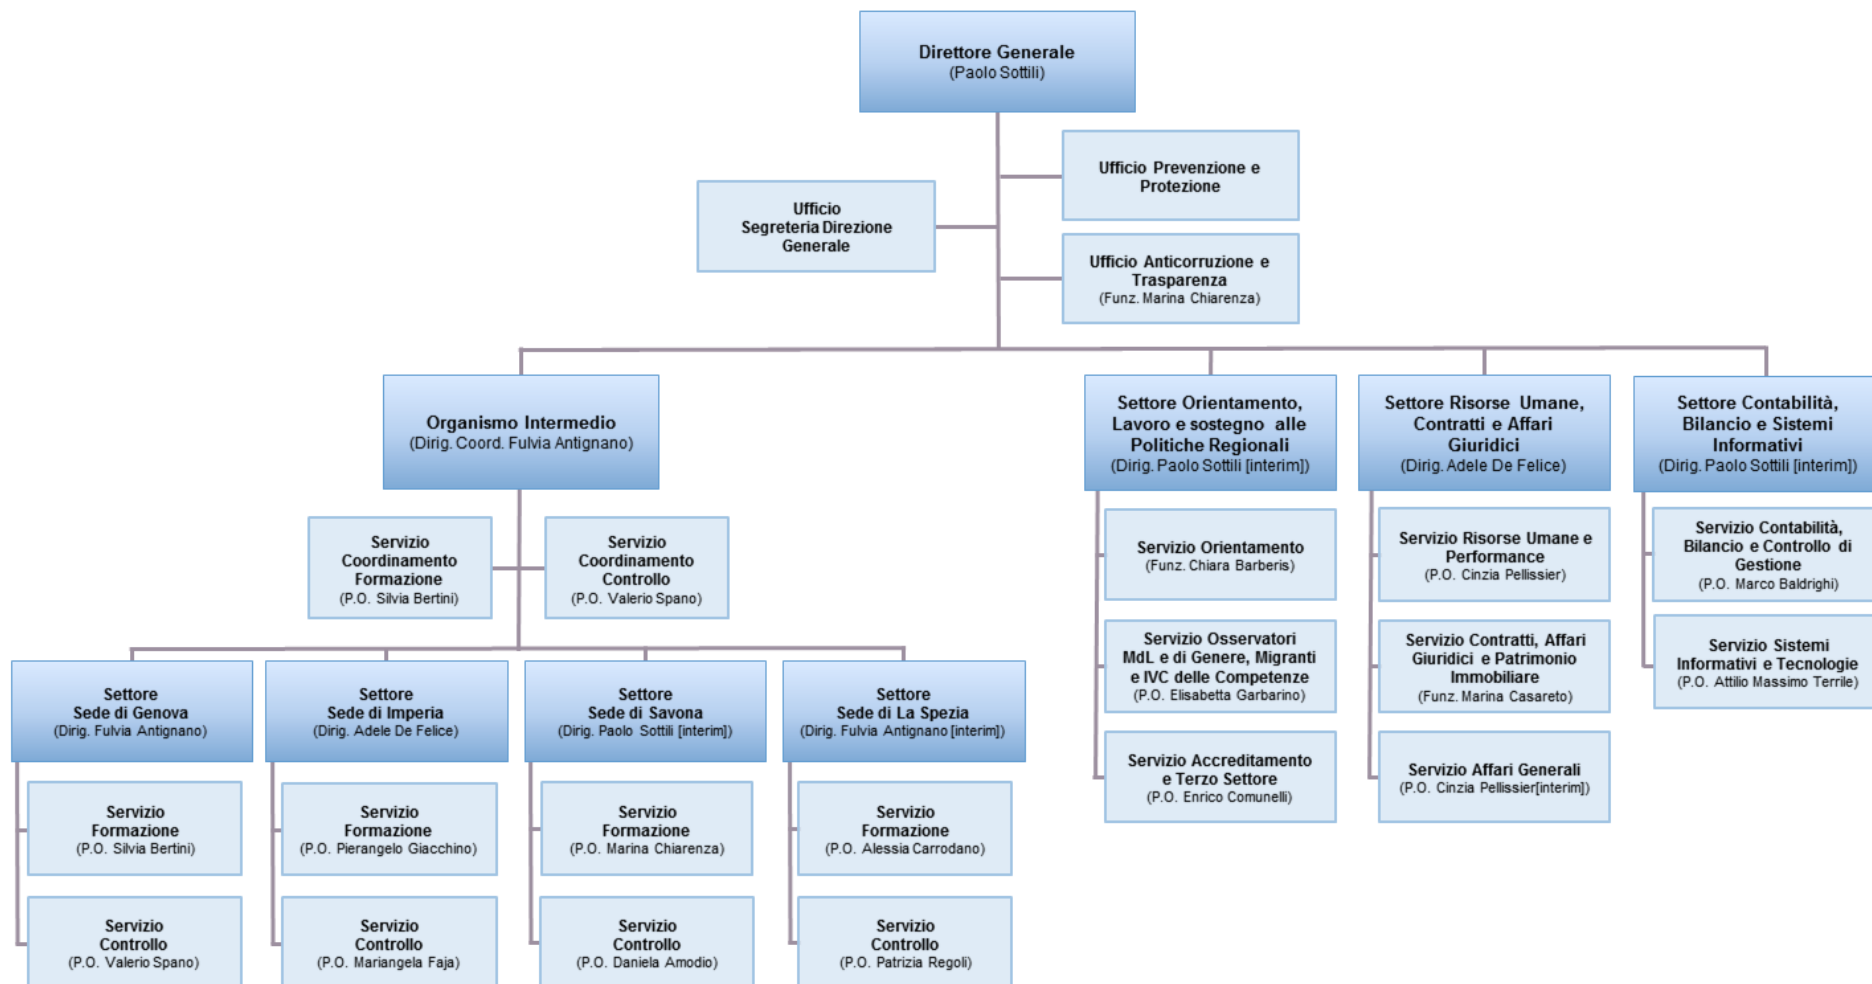 Direttore Generale
(Paolo Sottili)
Ufficio Prevenzione e
Protezione
Ufficio
Segreteria Direzione
Generale
Ufficio Anticorruzione e
Trasparenza
(Funz. Marina Chiarenza)
Organismo Intermedio
(Dirig. Coord. Fulvia Antignano)
Settore Orientamento,
Lavoro e sostegno alle
Politiche Regionali
(Dirig. Paolo Sottili [interim])
Settore Risorse Umane,
Contratti e Affari
Giuridici
(Dirig. Adele De Felice)
Settore Contabilità,
Bilancio e Sistemi
Informativi
(Dirig. Paolo Sottili [interim])
Servizio
Coordinamento
Formazione
(P.O. Silvia Bertini)
Servizio
Coordinamento
Controllo
(P.O. Valerio Spano)
Servizio Orientamento
(Funz. Chiara Barberis)
Servizio Risorse Umane e
Performance
(P.O. Cinzia Pellissier)
Servizio Contabilità,
Bilancio e Controllo di
Gestione
(P.O. Marco Baldrighi)
Servizio Osservatori
MdL e di Genere, Migranti
e IVC delle Competenze
(P.O. Elisabetta Garbarino)
Servizio Contratti, Affari
Giuridici e Patrimonio
Immobiliare
(Funz. Marina Casareto)
Servizio Sistemi
Informativi e Tecnologie
(P.O. Attilio Massimo Terrile)
Servizio Accreditamento
e Terzo Settore
(P.O. Enrico Comunelli)
Servizio Affari Generali
(P.O. Cinzia Pellissier[interim])
Settore
Sede di Genova
(Dirig. Fulvia Antignano)
Settore
Sede di Imperia
(Dirig. Adele De Felice)
Settore
Sede di Savona
(Dirig. Paolo Sottili [interim])
Settore
Sede di La Spezia
(Dirig. Fulvia Antignano [interim])
Servizio
Formazione
(P.O. Silvia Bertini)
Servizio
Formazione
(P.O. Pierangelo Giacchino)
Servizio
Formazione
(P.O. Marina Chiarenza)
Servizio
Formazione
(P.O. Alessia Carrodano)
Servizio
Controllo
(P.O. Valerio Spano)
Servizio
Controllo
(P.O. Mariangela Faja)
Servizio
Controllo
(P.O. Daniela Amodio)
Servizio
Controllo
(P.O. Patrizia Regoli)